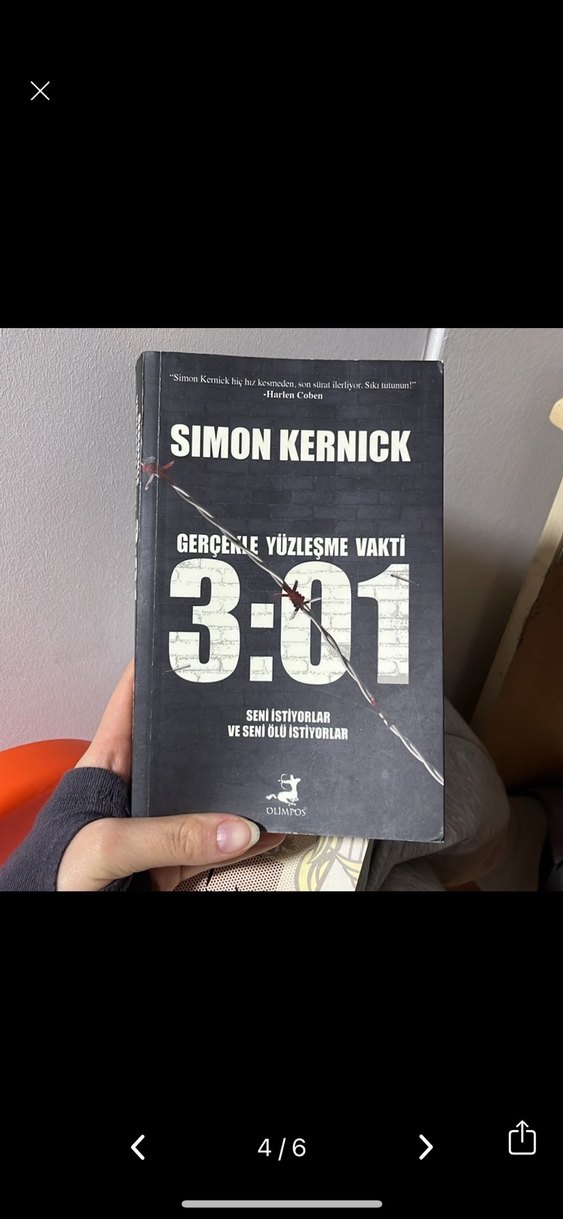 "Simon Kernick hiç hız kesmeden, son sürat ilerliyor. Sıkı tutunun!"
-Harlen Coben
SIMON KERNICK
GERÇEKLE YÜZLEŞME VAKTİ
3:01
SENİ İSTİYORLAR
VE SENİ ÖLÜ İSTİYORLAR
OLİMPOS
4 / 6